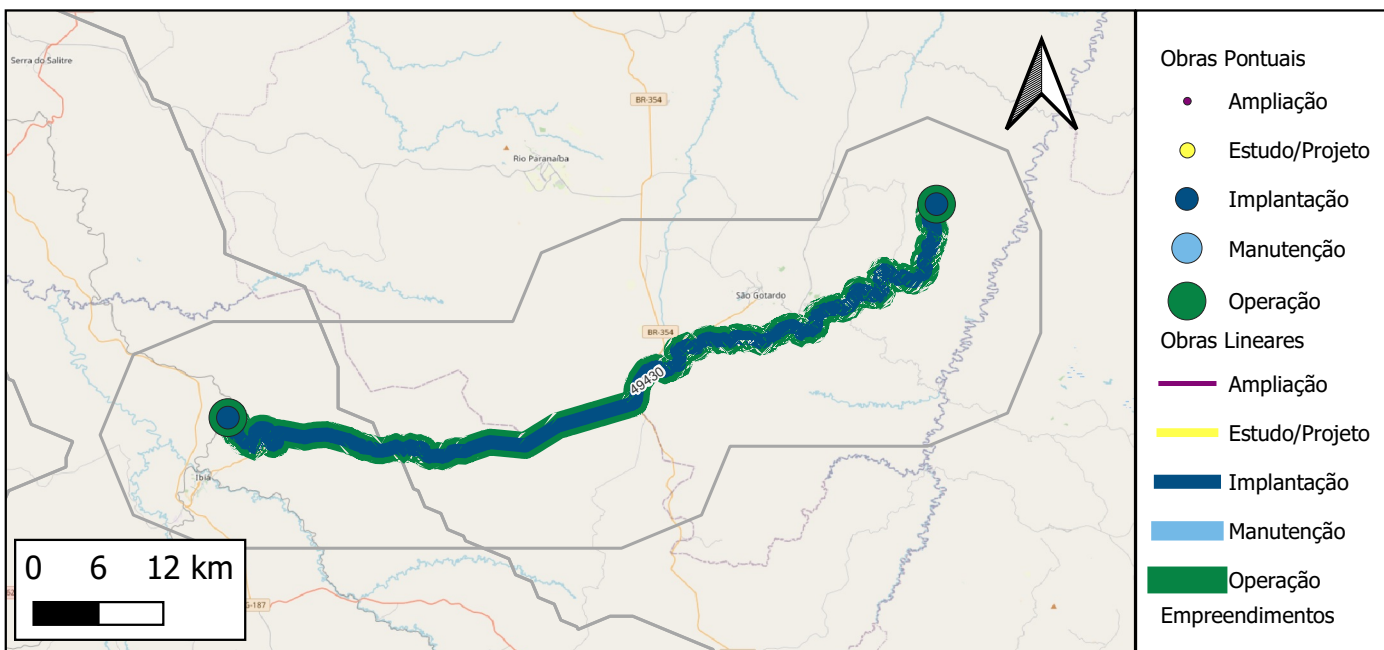 Serra do Salitre
BR-354
Rio Paranaíba
São Gotardo
BR-354
49430
Ibiá
0 6 12 km
G-187
Obras Pontuais
Ampliação
Estudo/Projeto
Implantação
Manutenção
Operação
Obras Lineares
Ampliação
Estudo/Projeto
Implantação
Manutenção
Operação
Empreendimentos